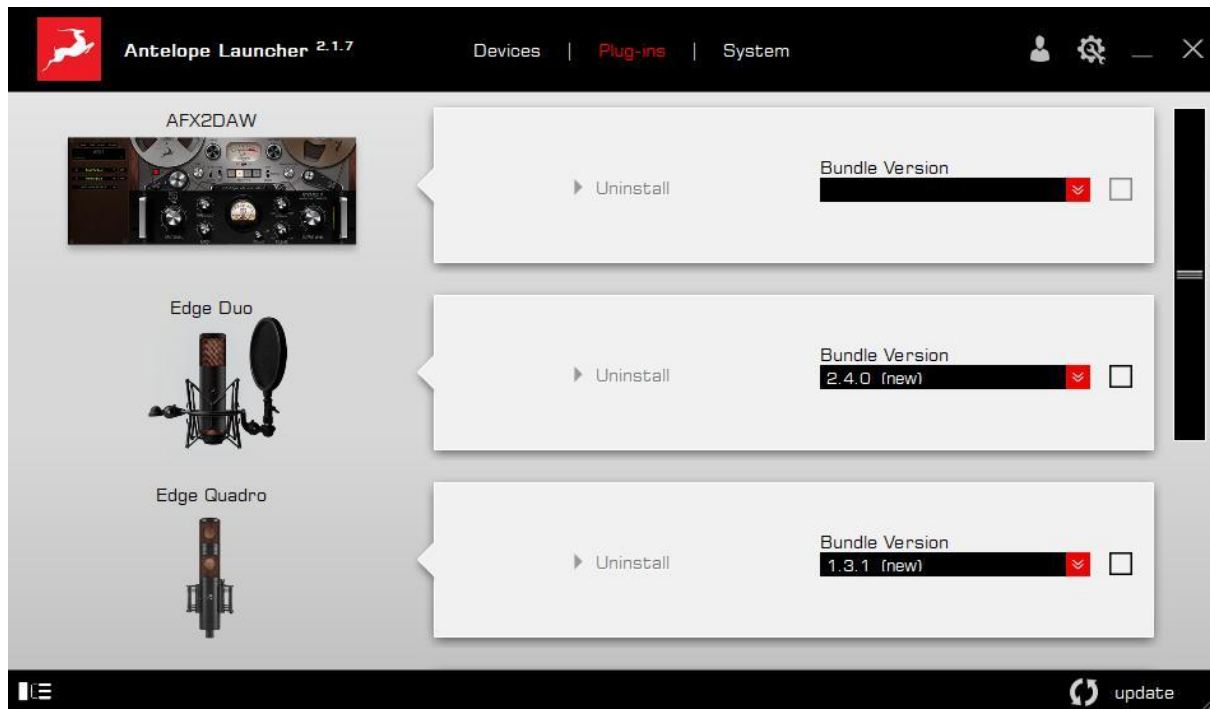 Antelope Launcher 2.1.7
Devices | Plug-ins | System
AFX2DAW
Uninstall
Bundle Version
Edge Duo
Uninstall
Bundle Version
2.4.0 (new)
Edge Quadro
Uninstall
Bundle Version
1.3.1 (new)
update